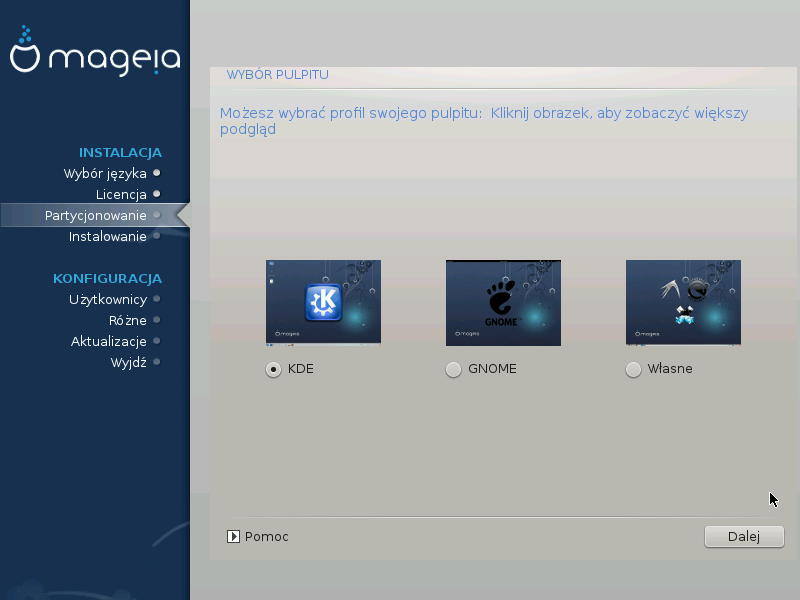 mageia
INSTALACJA
Wybór języka
Licencja
Partycjonowanie
Instalowanie
KONFIGURACJA
Użytkownicy
Różne
Aktualizacje
Wyjdź
WYBÓR PULPITU
Możesz wybrać profil swojego pulpitu:  Kliknij obrazek, aby zobaczyć większy
podgląd
mageia
GNOME
mageia
mageia
KDE
GNOME
Własne
Pomoc
Dalej